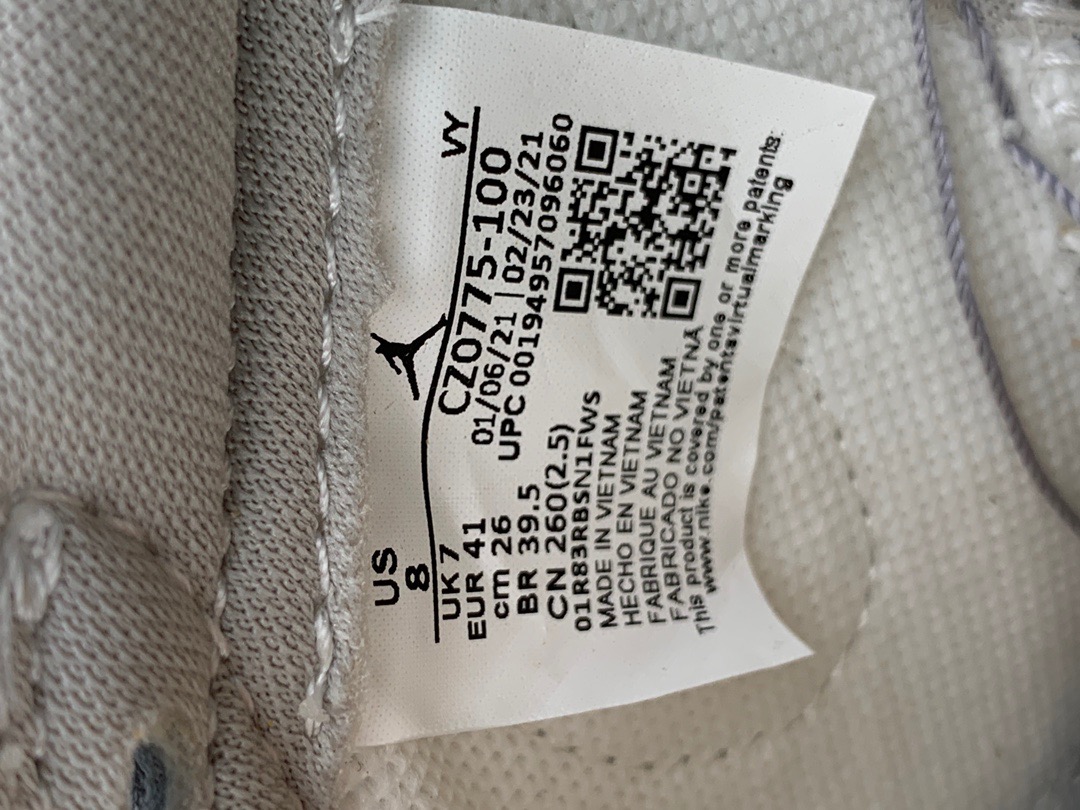 US
8
VY
UK 7
EUR 41
cm 26
BR 39.5
CN 260(2.5)
CZ0775-100
01/06/21 | 02/23/21
UPC 00194957096060
01R83RBSN1FWS
MADE IN VIETNAM
HECHO EN VIETNAM
FABRIQUE AU VIETNAM
FABRICADO NO VIETNÃ
This product is covered by one or more patents:
www.nike.com/patentsvirtualmarking